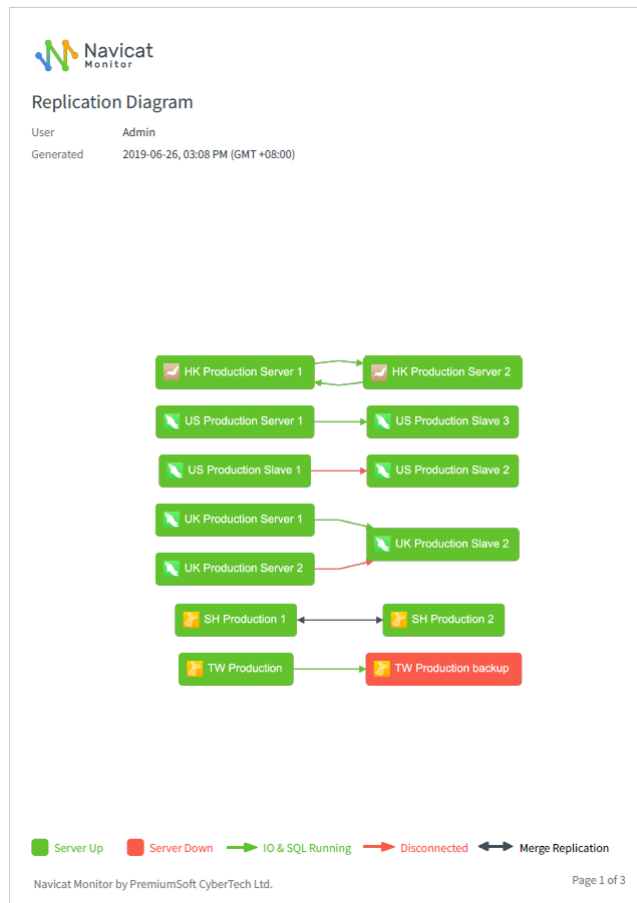 Navicat
Monitor
Replication Diagram
User Admin
Generated 2019-06-26, 03:08 PM (GMT +08:00)
HK Production Server 1 HK Production Server 2
US Production Server 1 US Production Slave 3
US Production Slave 1 US Production Slave 2
UK Production Server 1
UK Production Slave 2
UK Production Server 2
SH Production 1 SH Production 2
TW Production TW Production backup
Server Up Server Down IO & SQL Running Disconnected Merge Replication
Navicat Monitor by PremiumSoft CyberTech Ltd. Page 1 of 3